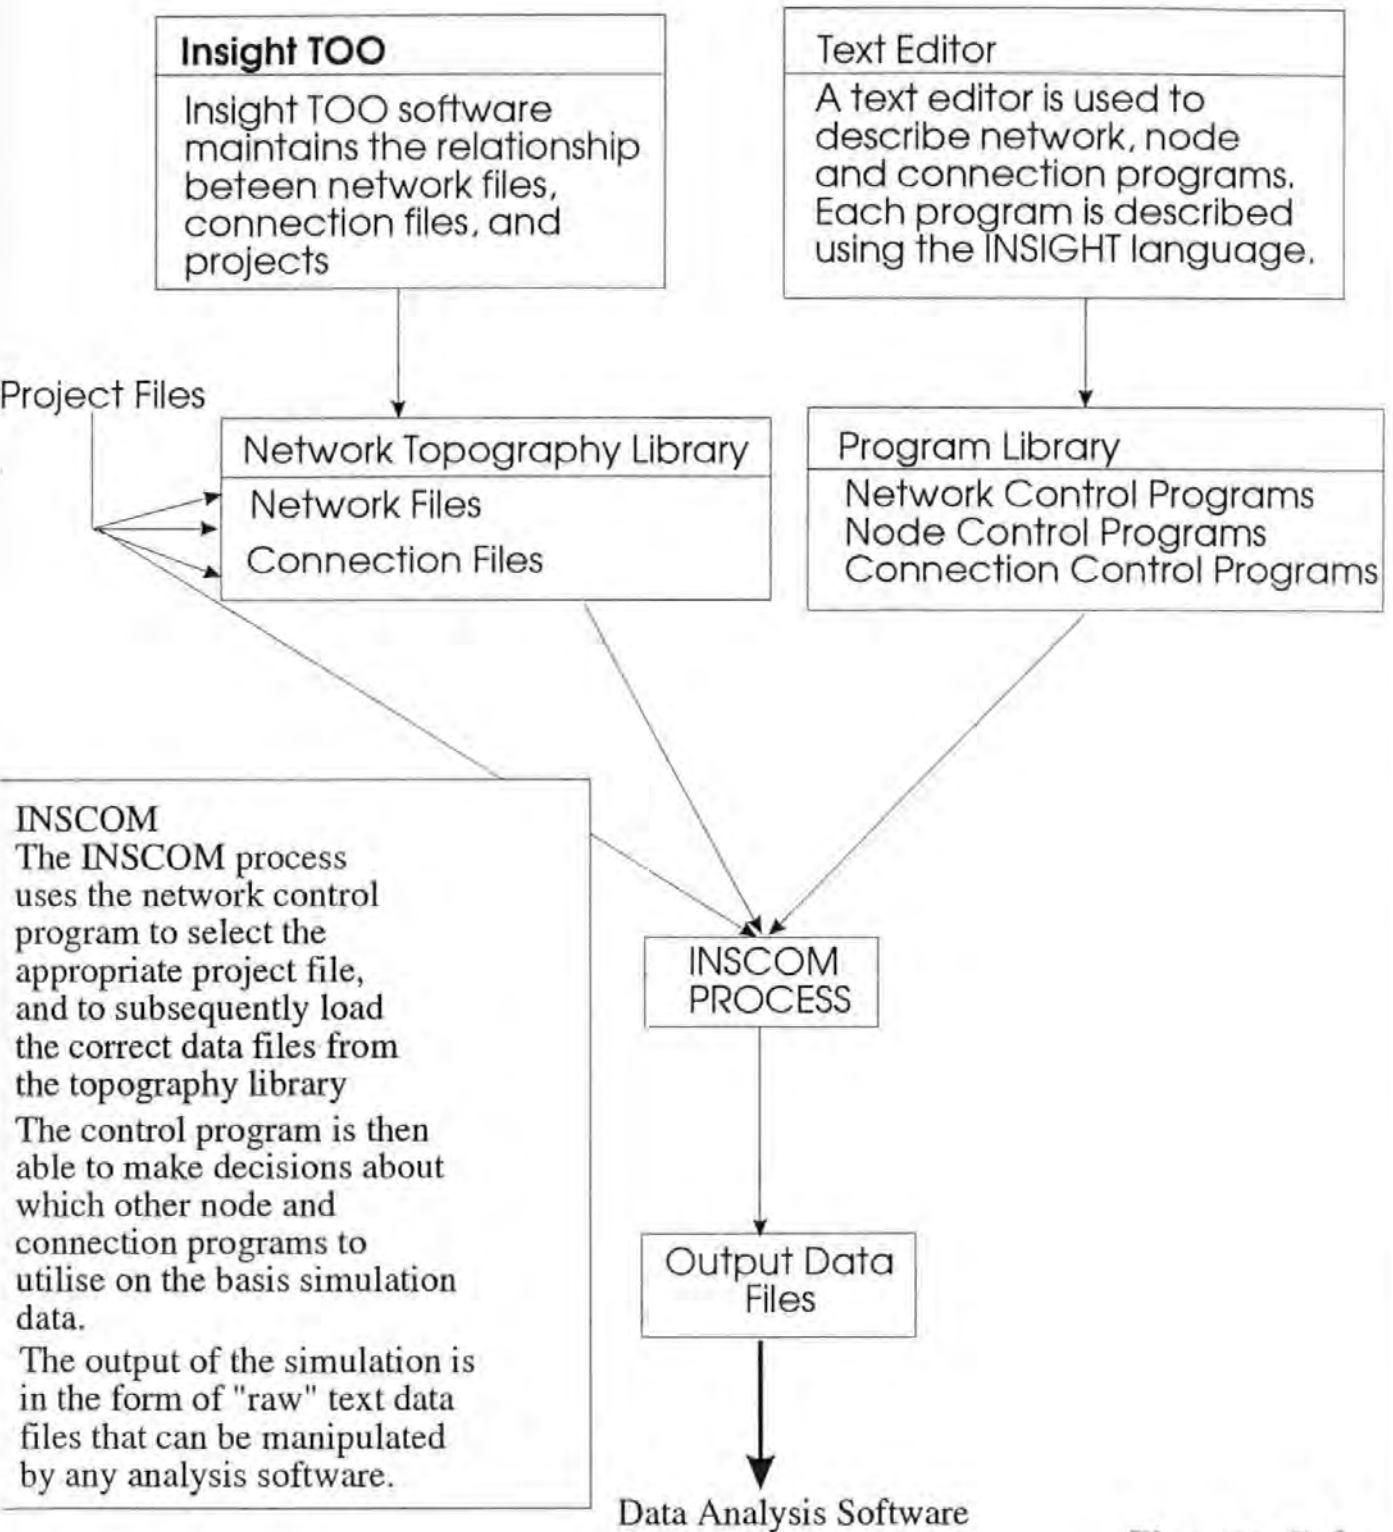 Insight TOO
Insight TOO software
maintains the relationship
beteen network files,
connection files, and
projects
Text Editor
A text editor is used to
describe network, node
and connection programs.
Each program is described
using the INSIGHT language.
Project Files
Network Topography Library
Network Files
Connection Files
Program Library
Network Control Programs
Node Control Programs
Connection Control Programs
INSCOM
The INSCOM process
uses the network control
program to select the
appropriate project file,
and to subsequently load
the correct data files from
the topography library
The control program is then
able to make decisions about
which other node and
connection programs to
utilise on the basis simulation
data.
The output of the simulation is
in the form of "raw" text data
files that can be manipulated
by any analysis software.
INSCOM
PROCESS
Output Data
Files
Data Analysis Software